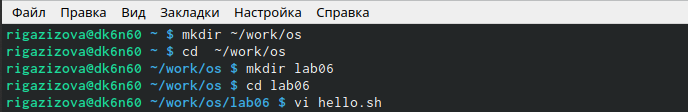 Файл Правка Вид Закладки Настройка Справка
rigazizova@dk6n60 ~ $ mkdir ~/work/os
rigazizova@dk6n60 ~ $ cd  ~/work/os
rigazizova@dk6n60 ~/work/os $ mkdir lab06
rigazizova@dk6n60 ~/work/os $ cd lab06
rigazizova@dk6n60 ~/work/os/lab06 $ vi hello.sh